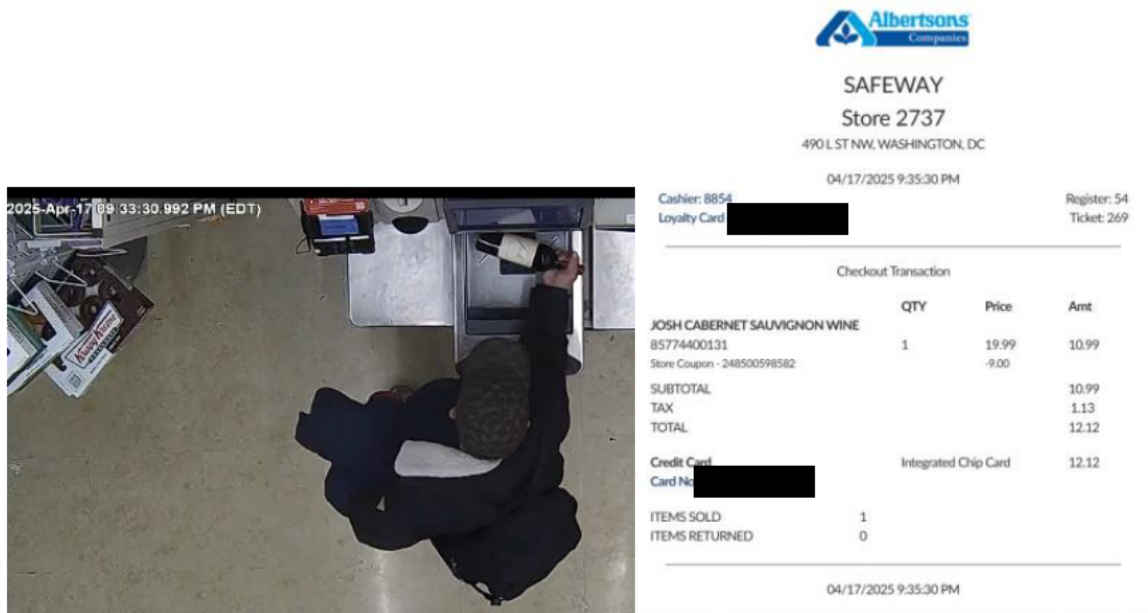 Albertsons
Companies
SAFEWAY
Store 2737
490 L ST NW, WASHINGTON, DC
04/17/2025 9:35:30 PM
Cashier: 8854 Register: 54
Loyalty Card Ticket: 269
Checkout Transaction
QTY Price Amt
JOSH CABERNET SAUVIGNON WINE
85774400131 1 19.99 10.99
Store Coupon - 248500598582 -9.00
SUBTOTAL 10.99
TAX 1.13
TOTAL 12.12
Credit Card Integrated Chip Card 12.12
Card No
ITEMS SOLD 1
ITEMS RETURNED 0
04/17/2025 9:35:30 PM
2025-Apr-17 09:33:30.992 PM (EDT)
Krispy Kreme